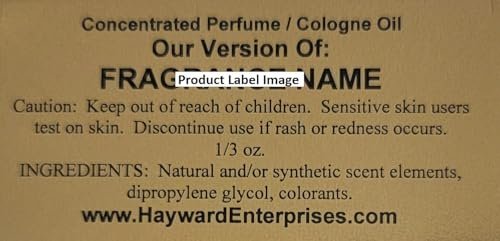 Concentrated Perfume / Cologne Oil
Our Version Of:
FRAGRANCE NAME
Product Label Image
Caution: Keep out of reach of children. Sensitive skin users
test on skin. Discontinue use if rash or redness occurs.
1/3 oz.
INGREDIENTS: Natural and/or synthetic scent elements,
dipropylene glycol, colorants.
www.HaywardEnterprises.com